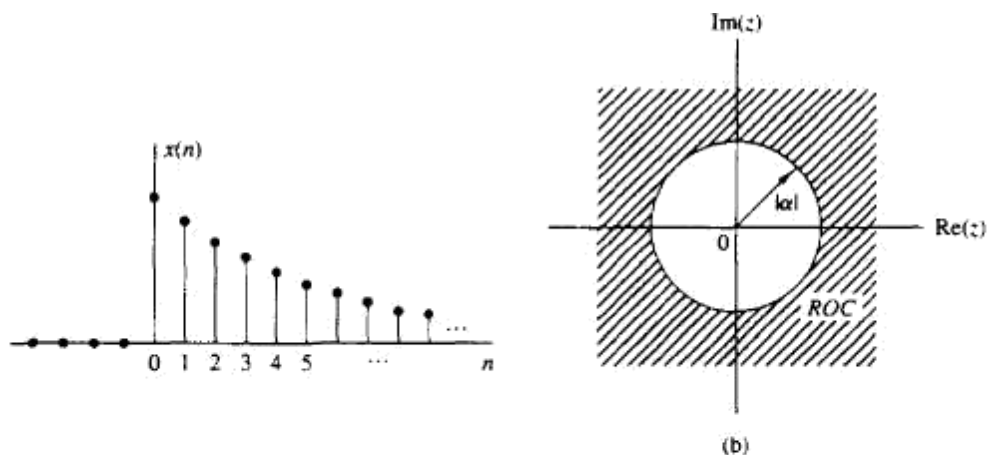 x(n)
0 1 2 3 4 5 ... n
...
Im(z)
|α|
0
Re(z)
ROC
(b)